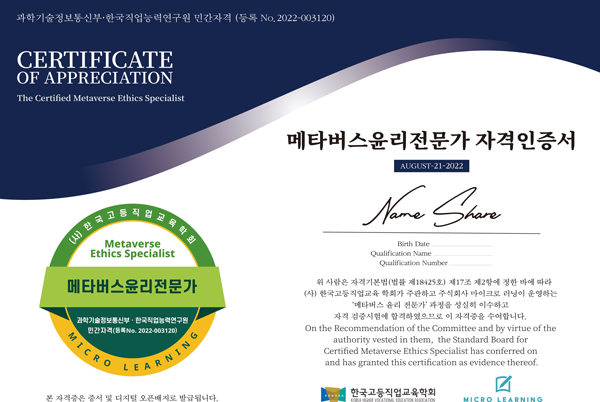 과학기술정보통신부·한국직업능력연구원 민간자격 (등록 No. 2022-003120)
CERTIFICATE
OF APPRECIATION
The Certified Metaverse Ethics Specialist
메타버스윤리전문가 자격인증서
AUGUST-21-2022
Name Share
Birth Date
Qualification Name
Qualification Number
위 사람은 자격기본법(법률 제18425호) 제17조 제2항에 정한 바에 따라
(사) 한국고등직업교육 학회가 주관하고 주식회사 마이크로 러닝이 운영하는
'메타버스 윤리 전문가' 과정을 성실히 이수하고
자격 검증시험에 합격하였으므로 이 자격증을 수여합니다.
On the Recommendation of the Committee and by virtue of the
authority vested in them, the Standard Board for
Certified Metaverse Ethics Specialist has conferred on
and has granted this certification as evidence thereof.
(사) 한국고등직업교육학회
Metaverse
Ethics Specialist
메타버스윤리전문가
과학기술정보통신부 · 한국직업능력연구원
민간자격(등록No. 2022-003120)
MICRO LEARNING
본 자격증은 증서 및 디지털 오픈배지로 발급됩니다.
한국고등직업교육학회
KOREA HIGHER VOCATIONAL EDUCATION ASSOCIATION
MICRO LEARNING